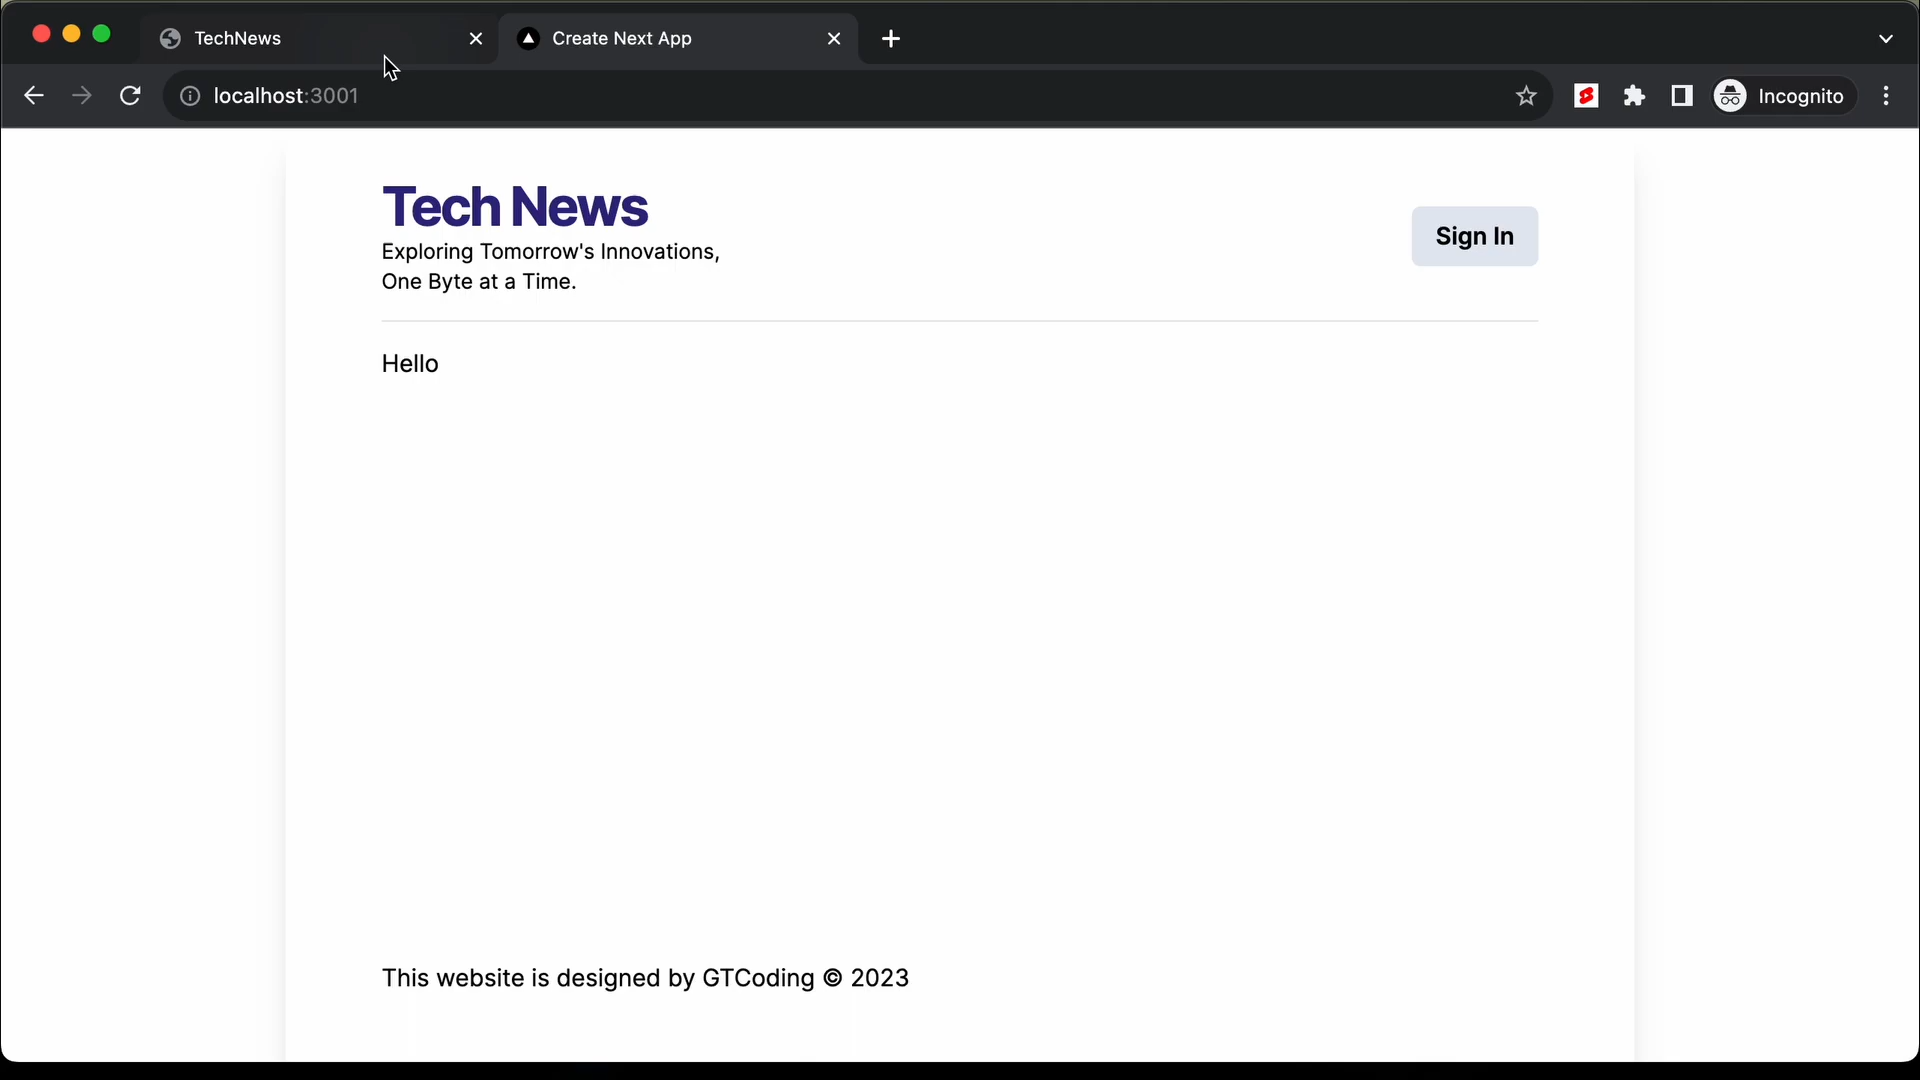 TechNews
Create Next App
localhost:3001
Incognito
Tech News
Exploring Tomorrow's Innovations,
One Byte at a Time.
Sign In
Hello
This website is designed by GTCoding © 2023